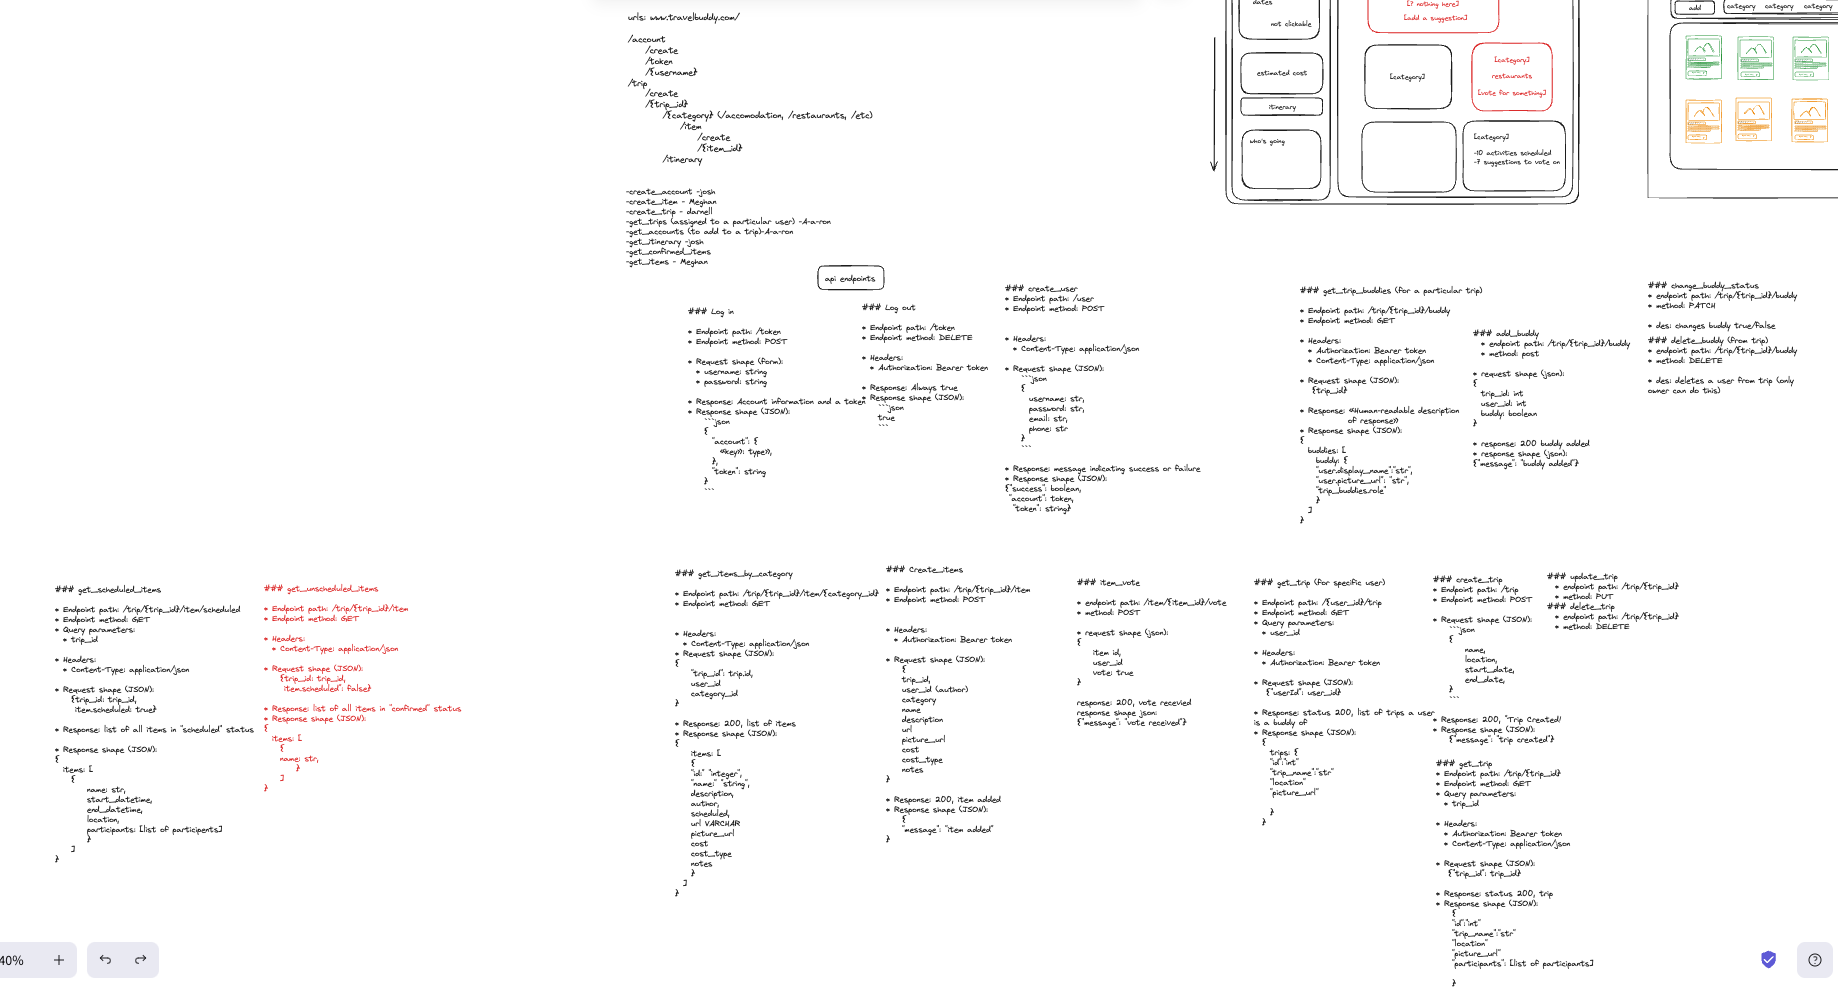 urls: www.travelbuddy.com/
/account
/create
/token
/{username}
/trip
/create
/{trip_id}
/{category} (/accomodation, /restaurants, /etc)
/item
/create
/{item_id}
/itinerary
-create_account -josh
-create_item - Meghan
-create_trip - darnell
-get_trips (assigned to a particular user) -A-a-ron
-get_accounts (to add to a trip)-A-a-ron
-get_itinerary -josh
-get_confirmed_items
-get_items - Meghan
dates
not clickable
estimated cost
itinerary
who's going
[? nothing here]
[add a suggestion]
[category]
[category]
restaurants
[vote for something]
[category]
-10 activities scheduled
-7 suggestions to vote on
add
category
category
category
api endpoints
### Log in
* Endpoint path: /token
* Endpoint method: POST
* Request shape (form):
* username: string
* password: string
* Response: Account information and a token
* Response shape (JSON):
```json
{
"account": {
«key»: type»,
},
"token": string
}
```
### Log out
* Endpoint path: /token
* Endpoint method: DELETE
* Headers:
* Authorization: Bearer token
* Response: Always true
* Response shape (JSON):
```json
true
```
### create_user
* Endpoint path: /user
* Endpoint method: POST
* Headers:
* Content-Type: application/json
* Request shape (JSON):
```json
{
username: str,
password: str,
email: str,
phone: str
}
```
* Response: message indicating success or failure
* Response shape (JSON):
{"success": boolean,
"account": token,
"token": string}
### get_trip_buddies (for a particular trip)
* Endpoint path: /trip/{trip_id}/buddy
* Endpoint method: GET
* Headers:
* Authorization: Bearer token
* Content-Type: application/json
* Request shape (JSON):
{trip_id}
* Response: «Human-readable description
of response»
* Response shape (JSON):
{
buddies: [
buddy: {
"user.display_name":"str",
"user.picture_url": "str",
"trip_buddies.role"
}
]
}
### add_buddy
* endpoint path: /trip/{trip_id}/buddy
* method: post
* request shape (json):
{
trip_id: int
user_id: int
buddy: boolean
}
* response: 200 buddy added
* response shape (json):
{"message": "buddy added"}
### change_buddy_status
* endpoint path: /trip/{trip_id}/buddy
* method: PATCH
* des: changes buddy true/false
### delete_buddy (from trip)
* endpoint path: /trip/{trip_id}/buddy
* method: DELETE
* des: deletes a user from trip (only
owner can do this)
### get_scheduled_items
* Endpoint path: /trip/{trip_id}/item/scheduled
* Endpoint method: GET
* Query parameters:
* trip_id
* Headers:
* Content-Type: application/json
* Request shape (JSON):
{trip_id: trip_id,
item.scheduled: true}
* Response: list of all items in "scheduled" status
* Response shape (JSON):
{
items: [
{
name: str,
start_datetime,
end_datetime,
location,
participants: [list of participants]
}
]
}
### get_unscheduled_items
* Endpoint path: /trip/{trip_id}/item
* Endpoint method: GET
* Headers:
* Content-Type: application/json
* Request shape (JSON):
{trip_id: trip_id,
item.scheduled": false}
* Response: list of all items in "confirmed" status
* Response shape (JSON):
{
items: [
{
name: str,
}
]
}
### get_items_by_category
* Endpoint path: /trip/{trip_id}/item/{category_id}
* Endpoint method: GET
* Headers:
* Content-Type: application/json
* Request shape (JSON):
{
"trip_id": trip.id,
user_id
category_id
}
* Response: 200, list of items
* Response shape (JSON):
{
items: [
{
"id:" "integer",
"name:" "string",
description,
author,
scheduled,
url VARCHAR
picture_url
cost
cost_type
notes
}
]
}
### Create_items
* Endpoint path: /trip/{trip_id}/item
* Endpoint method: POST
* Headers:
* Authorization: Bearer token
* Request shape (JSON):
{
trip_id,
user_id (author)
category
name
description
url
picture_url
cost
cost_type
notes
}
* Response: 200, item added
* Response shape (JSON):
{
"message": "item added"
}
### item_vote
* endpoint path: /item/{item_id}/vote
* method: POST
* request shape (json):
{
item id,
user_id
vote: true
}
response: 200, vote recevied
response shape json:
{"message": "vote received"}
### get_trip (for specific user)
* Endpoint path: /{user_id}/trip
* Endpoint method: GET
* Query parameters:
* user_id
* Headers:
* Authorization: Bearer token
* Request shape (JSON):
{"userId": user_id}
* Response: status 200, list of trips a user
is a buddy of
* Response shape (JSON):
{
trips: {
"id":"int"
"trip_name":"str"
"location"
"picture_url"
}
}
### create_trip
* Endpoint path: /trip
* Endpoint method: POST
* Request shape (JSON):
```json
{
name,
location,
start_date,
end_date,
}
```
* Response: 200, "Trip Created/
* Response shape (JSON):
{"message": "trip created"}
### get_trip
* Endpoint path: /trip/{trip_id}
* Endpoint method: GET
* Query parameters:
* trip_id
* Headers:
* Authorization: Bearer token
* Content-Type: application/json
* Request shape (JSON):
{"trip_id": trip_id}
* Response: status 200, trip
* Response shape (JSON):
{
"id":"int"
"trip_name":"str"
"location"
"picture_url"
"participants": [list of participants]
}
### update_trip
* endpoint path: /trip/{trip_id}
* method: PUT
### delete_trip
* endpoint path: /trip/{trip_id}
* method: DELETE
40%